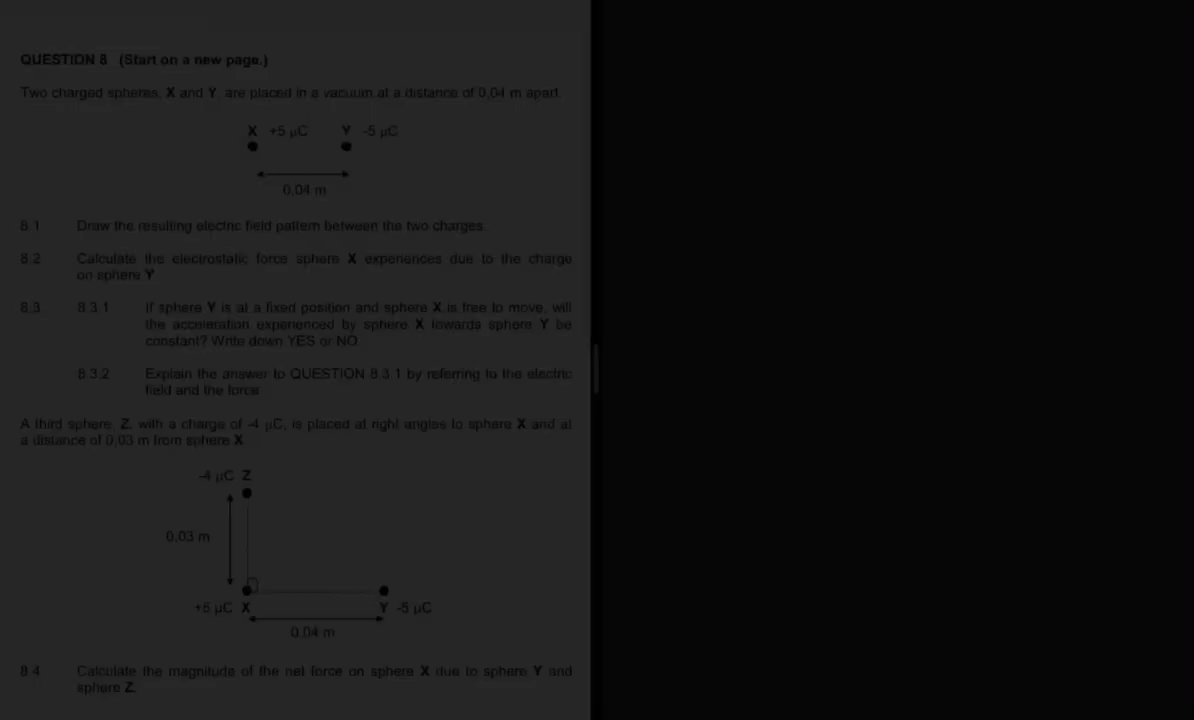 QUESTION 8 (Start on a new page.)
Two charged spheres, X and Y, are placed in a vacuum at a distance of 0,04 m apart.
X +5 µC Y -5 µC
0,04 m
8.1 Draw the resulting electric field pattern between the two charges.
8.2 Calculate the electrostatic force sphere X experiences due to the charge
on sphere Y.
8.3 8.3.1 If sphere Y is at a fixed position and sphere X is free to move, will
the acceleration experienced by sphere X towards sphere Y be
constant? Write down YES or NO.
8.3.2 Explain the answer to QUESTION 8.3.1 by referring to the electric
field and the force.
A third sphere, Z, with a charge of -4 µC, is placed at right angles to sphere X and at
a distance of 0,03 m from sphere X.
-4 µC Z
0,03 m
+5 µC X Y -5 µC
0,04 m
8.4 Calculate the magnitude of the net force on sphere X due to sphere Y and
sphere Z.